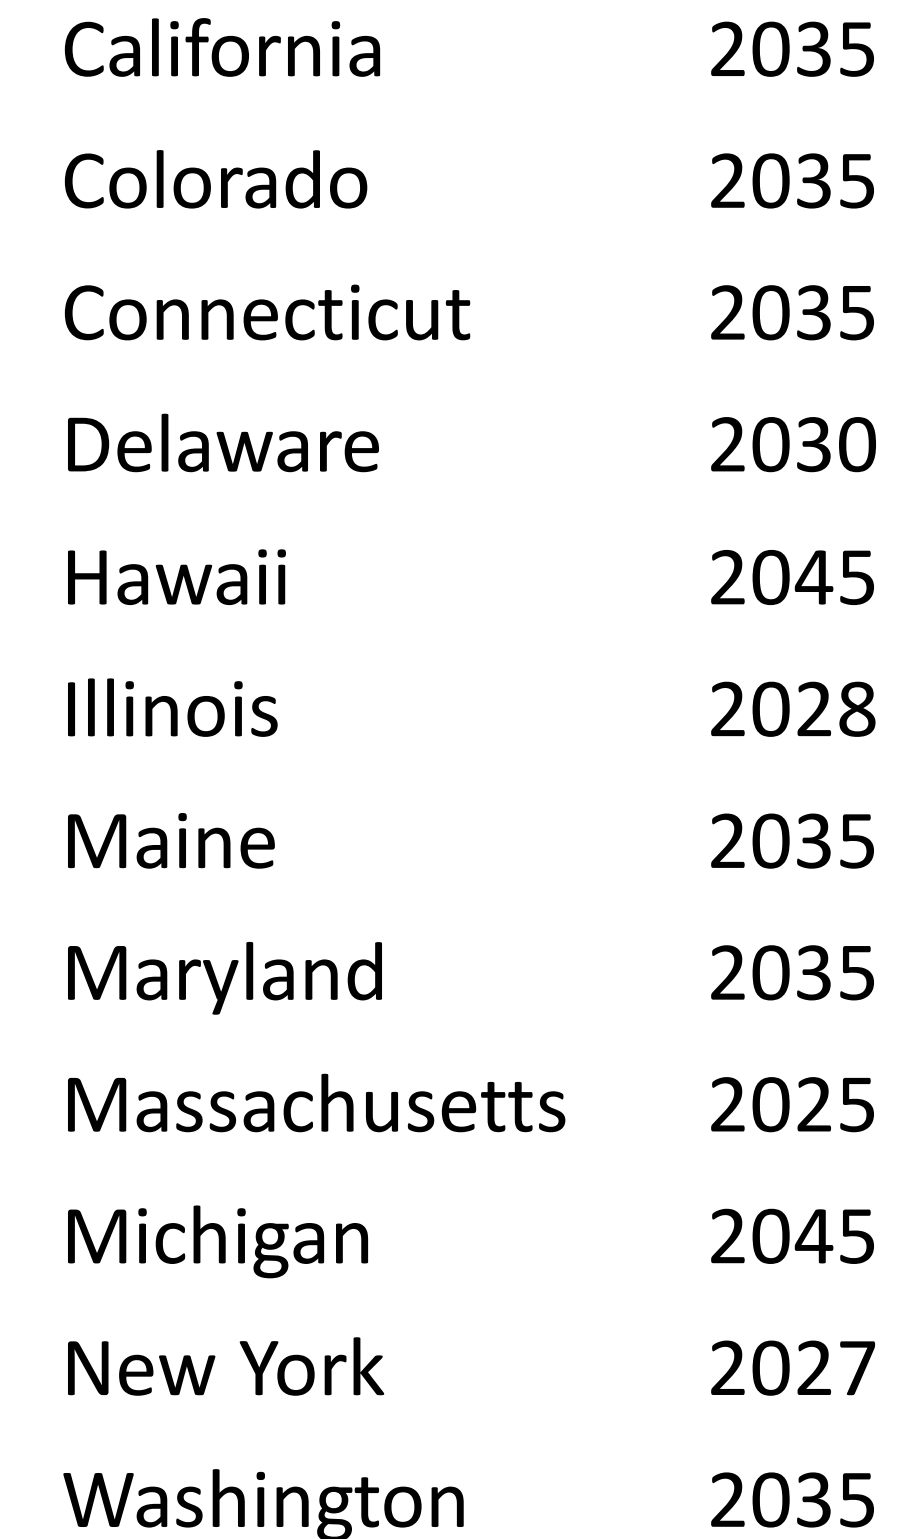 California 2035
Colorado 2035
Connecticut 2035
Delaware 2030
Hawaii 2045
Illinois 2028
Maine 2035
Maryland 2035
Massachusetts 2025
Michigan 2045
New York 2027
Washington 2035